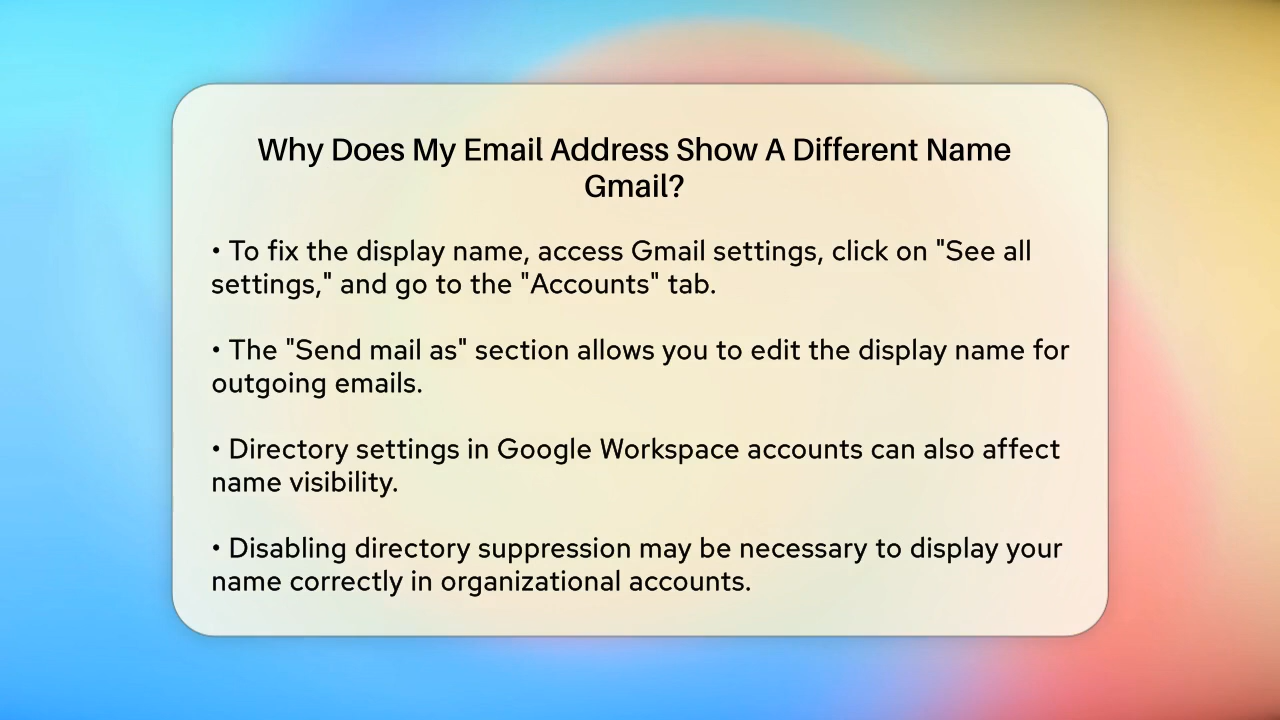 Why Does My Email Address Show A Different Name
Gmail?
• To fix the display name, access Gmail settings, click on "See all
settings," and go to the "Accounts" tab.
• The "Send mail as" section allows you to edit the display name for
outgoing emails.
• Directory settings in Google Workspace accounts can also affect
name visibility.
• Disabling directory suppression may be necessary to display your
name correctly in organizational accounts.